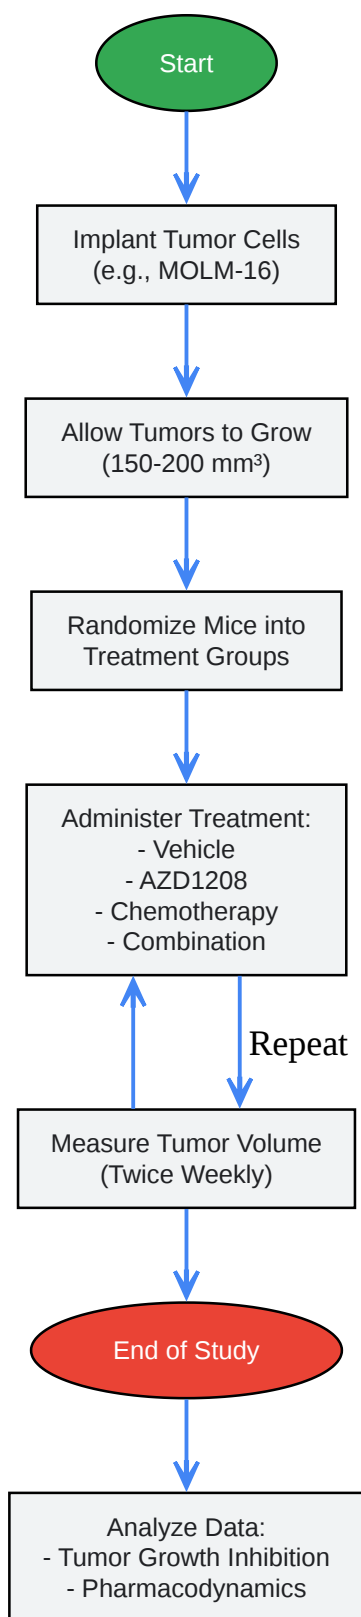 Start
Implant Tumor Cells
(e.g., MOLM-16)
Allow Tumors to Grow
(150-200 mm³)
Randomize Mice into
Treatment Groups
Administer Treatment:
- Vehicle
- AZD1208
- Chemotherapy
- Combination
Repeat
Measure Tumor Volume
(Twice Weekly)
End of Study
Analyze Data:
- Tumor Growth Inhibition
- Pharmacodynamics